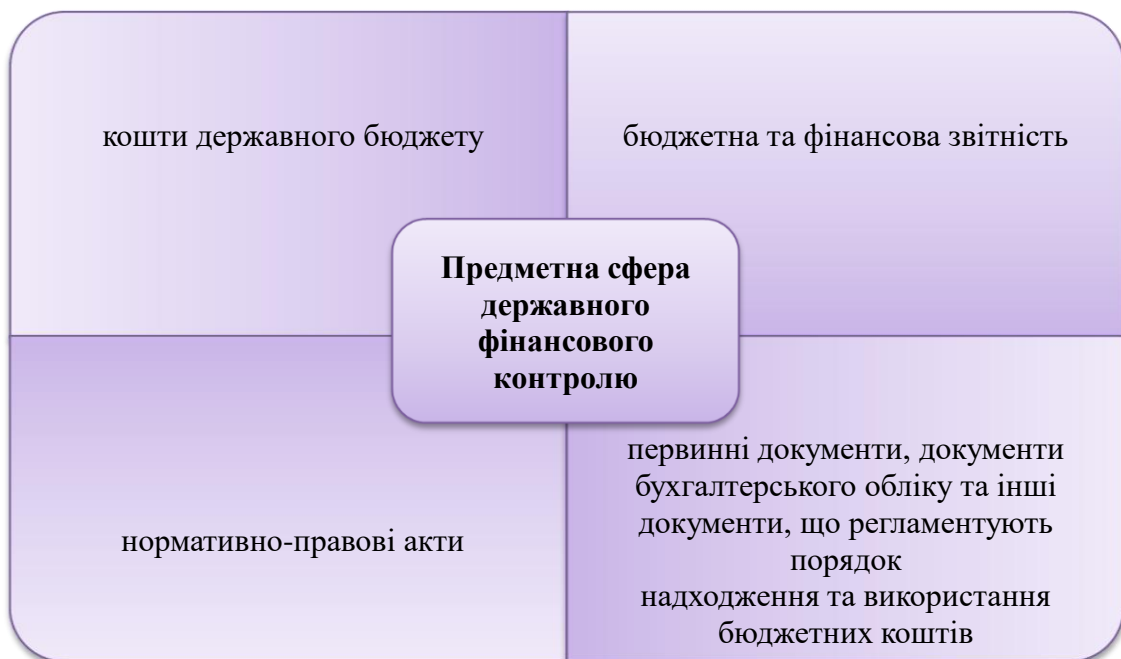 кошти державного бюджету
бюджетна та фінансова звітність
Предметна сфера
державного
фінансового
контролю
нормативно-правові акти
первинні документи, документи
бухгалтерського обліку та інші
документи, що регламентують
порядок
надходження та використання
бюджетних коштів